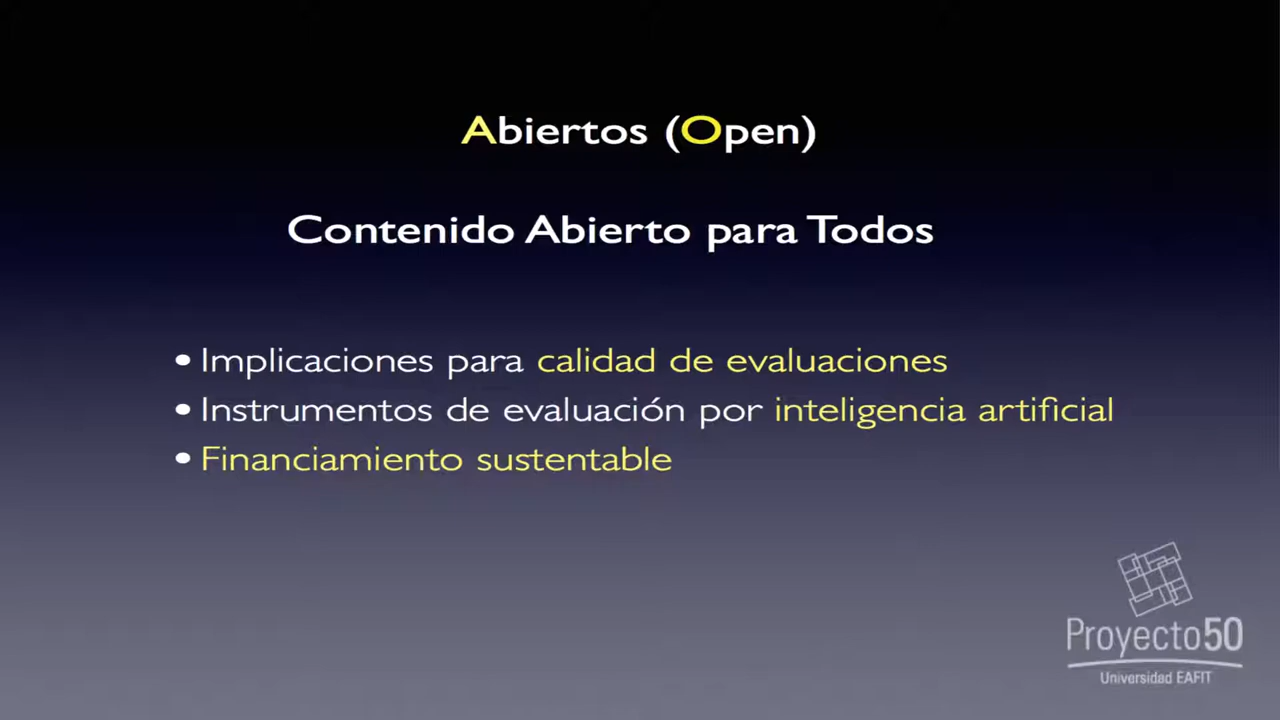 Abiertos (Open)
Contenido Abierto para Todos
• Implicaciones para calidad de evaluaciones
• Instrumentos de evaluación por inteligencia artificial
• Financiamiento sustentable
Proyecto50
Universidad EAFIT